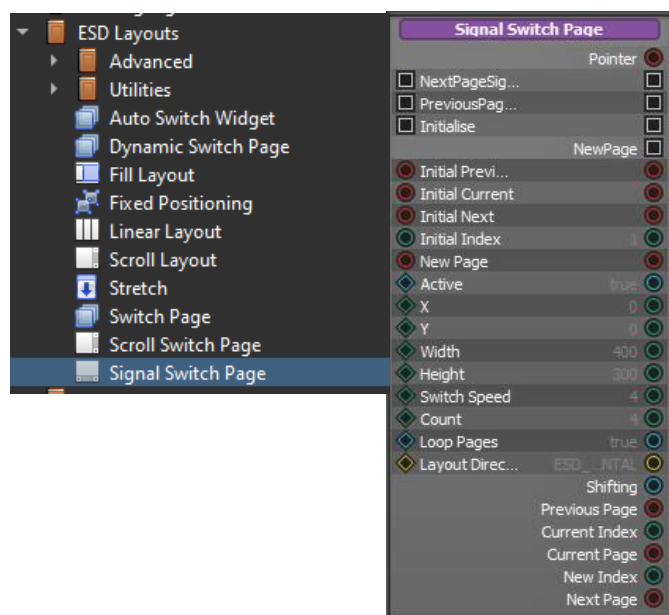 ESD Layouts
Advanced
Utilities
Auto Switch Widget
Dynamic Switch Page
Fill Layout
Fixed Positioning
Linear Layout
Scroll Layout
Stretch
Switch Page
Scroll Switch Page
Signal Switch Page
Signal Switch Page
Pointer
NextPageSig...
PreviousPag...
Initialise
NewPage
Initial Previ...
Initial Current
Initial Next
Initial Index 1
New Page
Active true
X 0
Y 0
Width 400
Height 300
Switch Speed 4
Count 4
Loop Pages true
Layout Direc... ESD_...NTAL
Shifting
Previous Page
Current Index
Current Page
New Index
Next Page